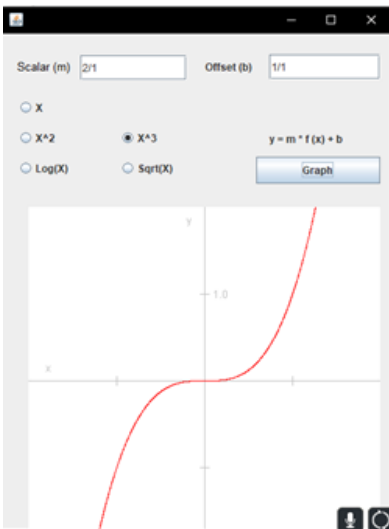 Scalar (m) 2/1 Offset (b) 1/1
X
X^2 X^3 y = m * f (x) + b
Log(X) Sqrt(X) Graph
Y
1,0
X